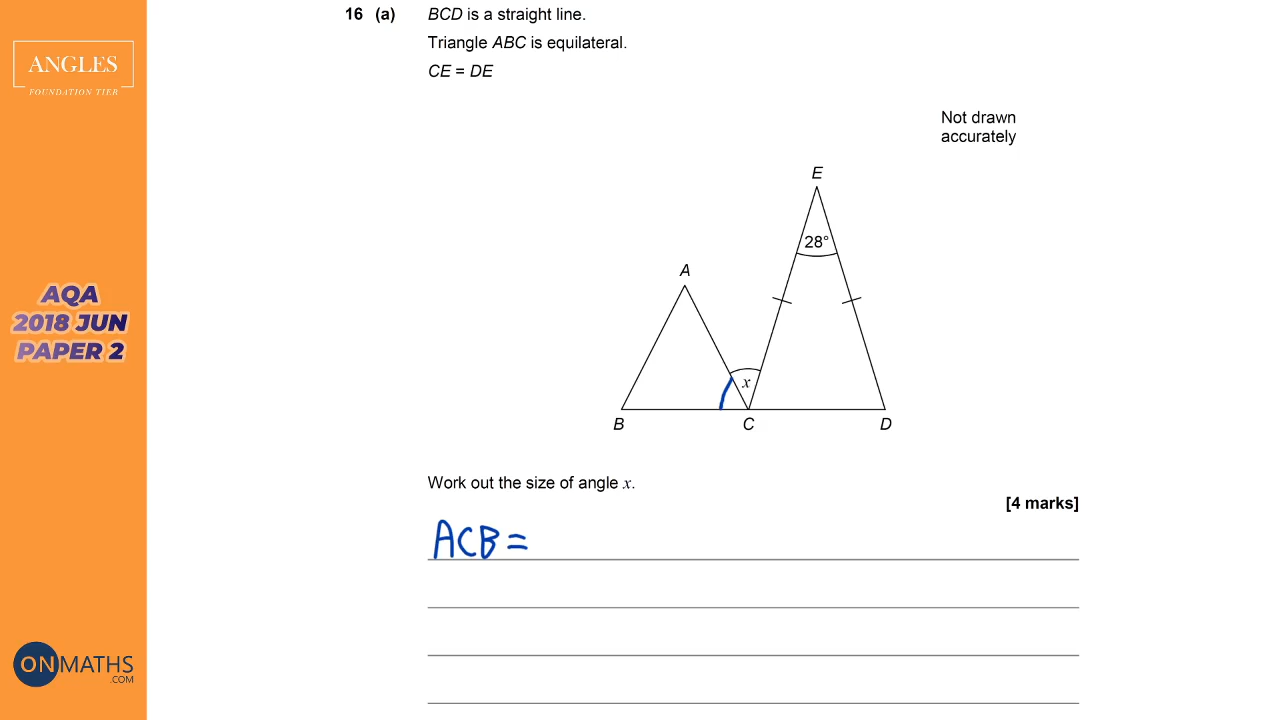 ANGLES
FOUNDATION TIER
AQA
2018 JUN
PAPER 2
ONMATHS
.COM
16 (a) BCD is a straight line.
Triangle ABC is equilateral.
CE = DE
Not drawn
accurately
E
28°
A
x
B
C
D
Work out the size of angle x.
[4 marks]
ACB =